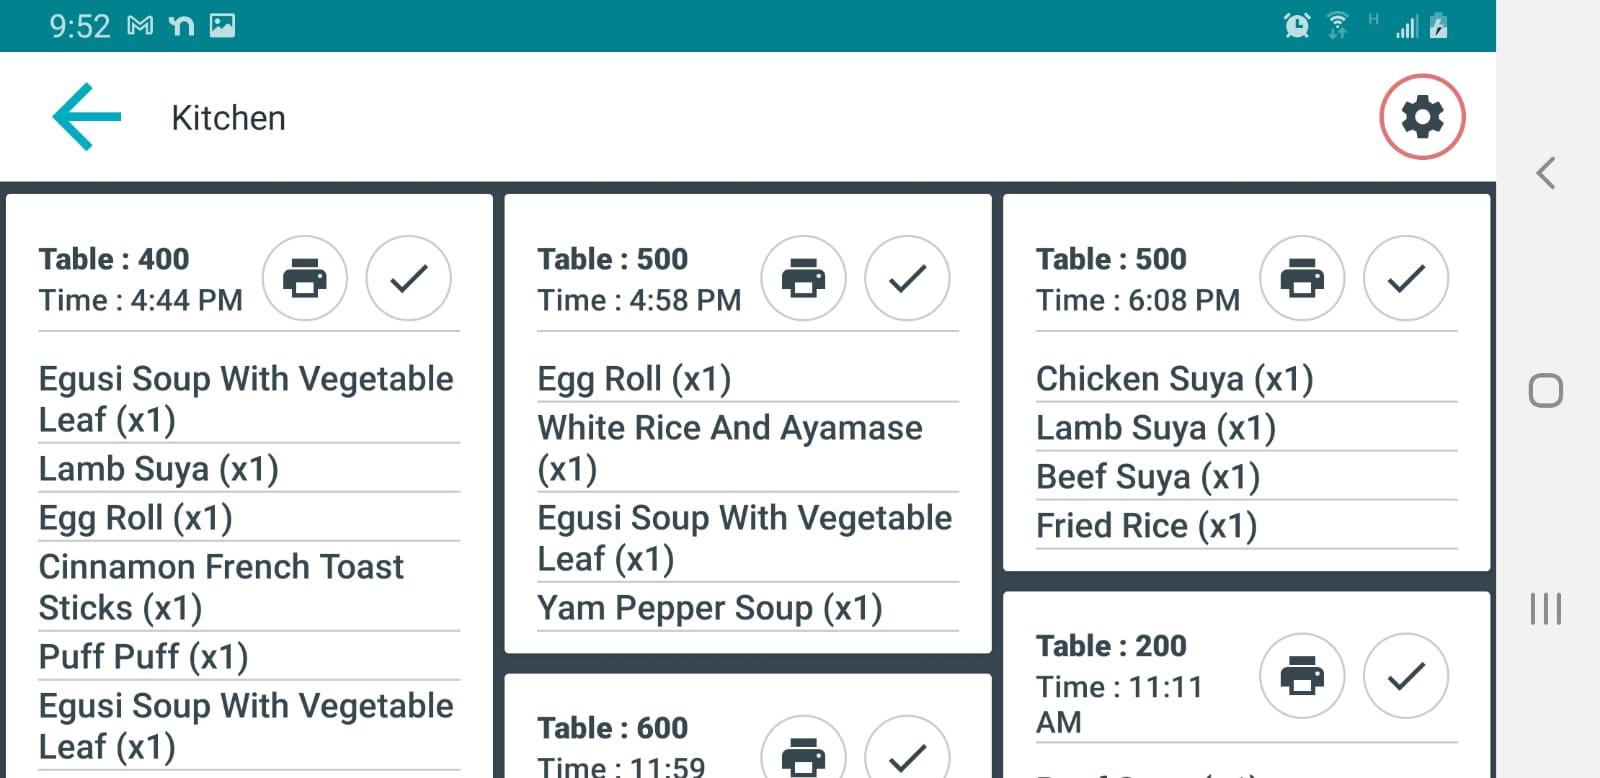 9:52
H
Kitchen
Table : 400
Time : 4:44 PM
Egusi Soup With Vegetable
Leaf (x1)
Lamb Suya (x1)
Egg Roll (x1)
Cinnamon French Toast
Sticks (x1)
Puff Puff (x1)
Egusi Soup With Vegetable
Leaf (x1)
Table : 500
Time : 4:58 PM
Egg Roll (x1)
White Rice And Ayamase
(x1)
Egusi Soup With Vegetable
Leaf (x1)
Yam Pepper Soup (x1)
Table : 600
Time : 11:59
Table : 500
Time : 6:08 PM
Chicken Suya (x1)
Lamb Suya (x1)
Beef Suya (x1)
Fried Rice (x1)
Table : 200
Time : 11:11
AM